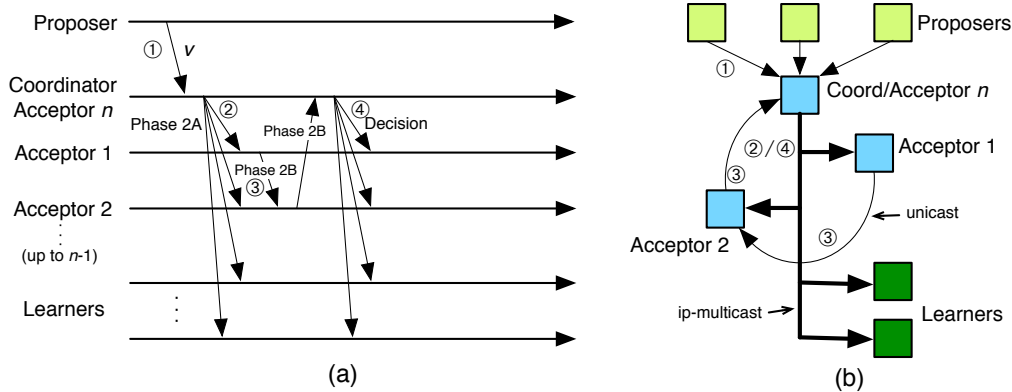 Proposer
① v
Coordinator
Acceptor n
Phase 2A
②
Phase 2B
④
Decision
Acceptor 1
Phase 2B
③
Acceptor 2
(up to n-1)
Learners
(a)
Proposers
①
Coord/Acceptor n
②/④
Acceptor 1
③
unicast
Acceptor 2
③
ip-multicast
Learners
(b)